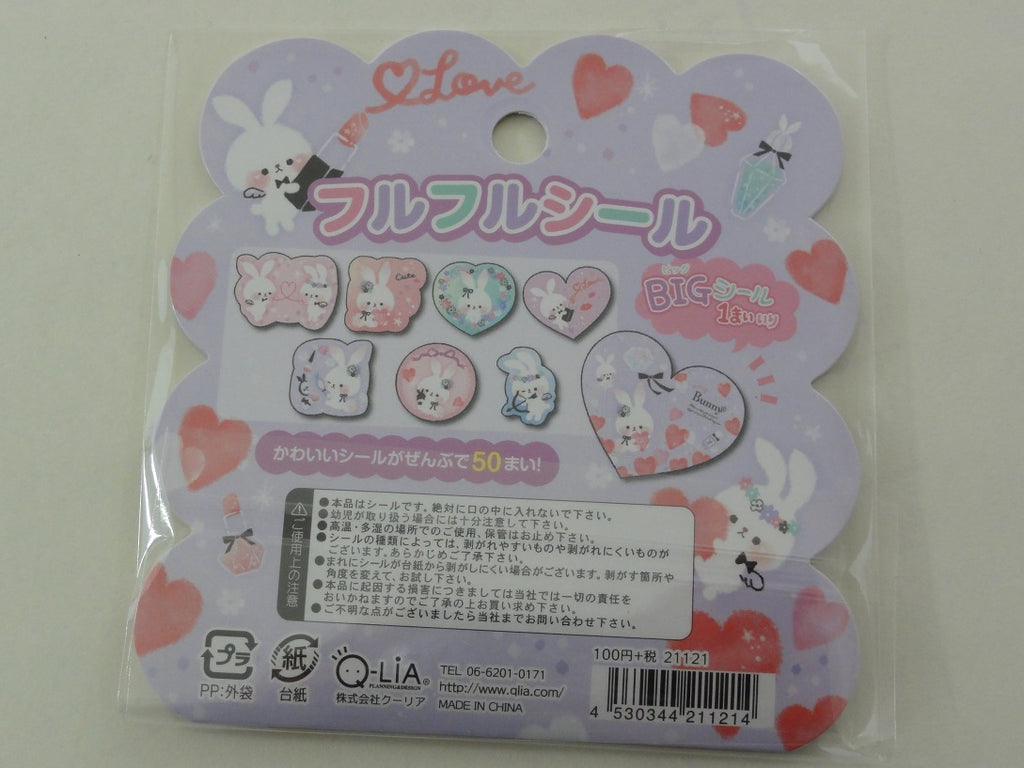 Love
フルフルシール
Cute
Love
ビッグ
BIGシール
1まい入り
Bunny
かわいいシールがぜんぶで50まい!
ご使用上の注意
●本品はシールです。絶対に口の中に入れないで下さい。
●幼児が取り扱う場合には十分注意して下さい。
●高温・多湿の場所でのご使用、保管はお止め下さい。
●シールの種類によっては、剥がれやすいものや剥がれにくいものが
ございます。あらかじめご了承下さい。
●まれにシールが台紙から剥がしにくい場合がございます。剥がす箇所や
角度を変えて、お試し下さい。
●本品に起因する損害につきましては当社では一切の責任を
おいかねますのでご了承の上お買い求め下さい。
●ご不明な点がございましたら当社までお問い合わせ下さい。
プラ
PP:外袋
紙
台紙
Q-LiA®
PLANNING&DESIGN
株式会社クーリア
TEL 06-6201-0171
http://www.qlia.com/
MADE IN CHINA
100円+税 21121
4 530344 211214